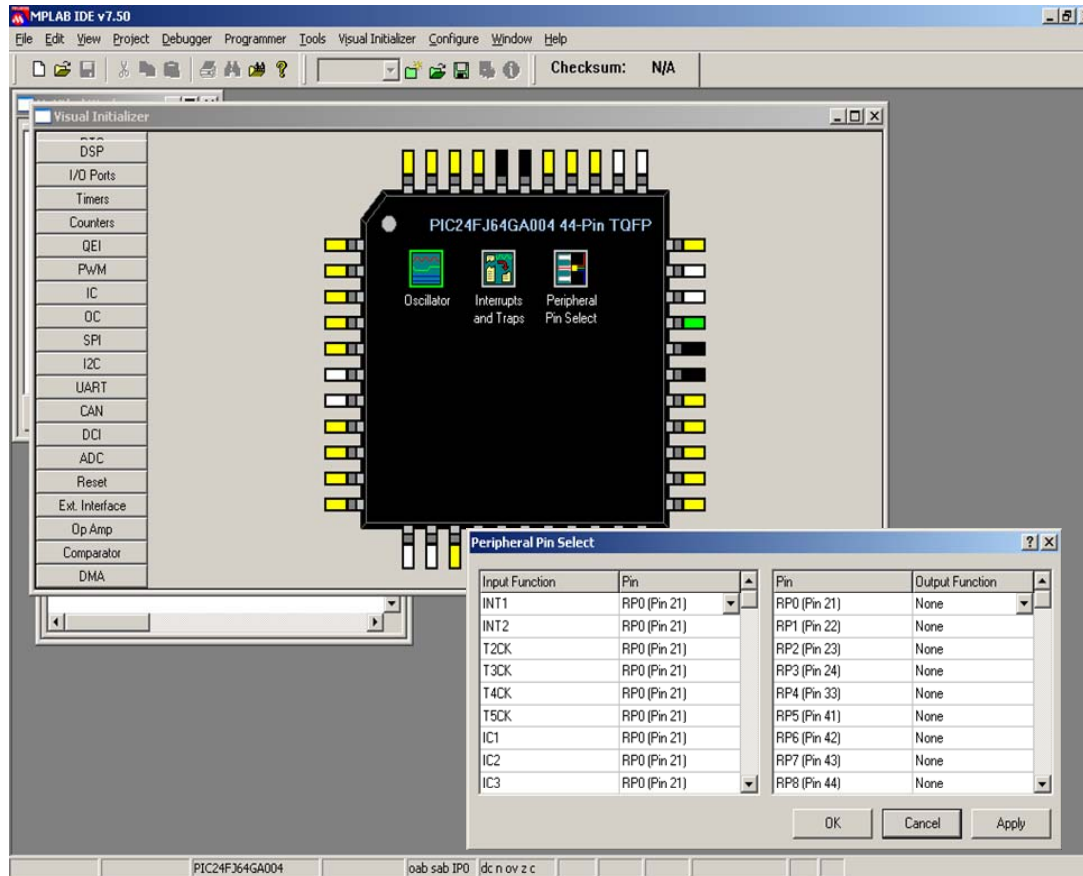 MPLAB IDE v7.50
File Edit View Project Debugger Programmer Tools Visual Initializer Configure Window Help
Checksum: N/A
Visual Initializer
DSP
I/O Ports
Timers
Counters
QEI
PWM
IC
OC
SPI
I2C
UART
CAN
DCI
ADC
Reset
Ext. Interface
Op Amp
Comparator
DMA
PIC24FJ64GA004 44-Pin TQFP
Oscillator Interrupts and Traps Peripheral Pin Select
Peripheral Pin Select
Input Function Pin Pin Output Function
INT1 RP0 (Pin 21) RP0 (Pin 21) None
INT2 RP0 (Pin 21) RP1 (Pin 22) None
T2CK RP0 (Pin 21) RP2 (Pin 23) None
T3CK RP0 (Pin 21) RP3 (Pin 24) None
T4CK RP0 (Pin 21) RP4 (Pin 33) None
T5CK RP0 (Pin 21) RP5 (Pin 41) None
IC1 RP0 (Pin 21) RP6 (Pin 42) None
IC2 RP0 (Pin 21) RP7 (Pin 43) None
IC3 RP0 (Pin 21) RP8 (Pin 44) None
OK Cancel Apply
PIC24FJ64GA004 oab sab IP0 dc n ov z c